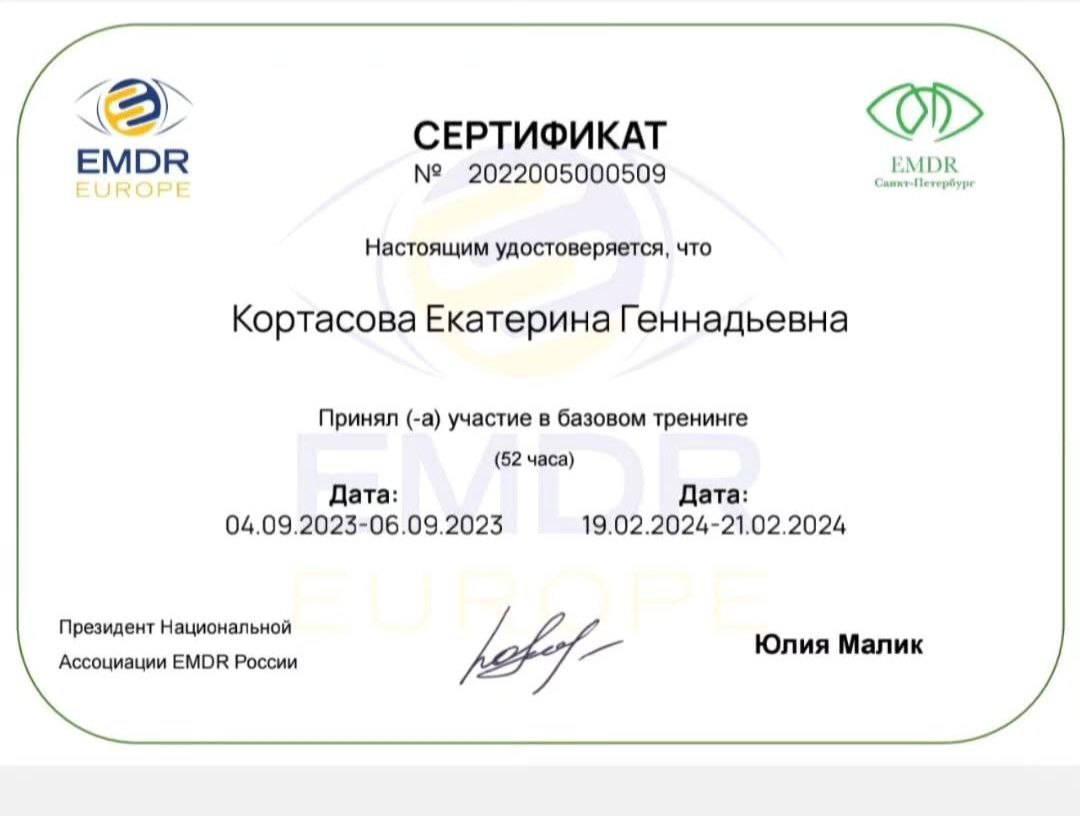 EMDR
EUROPE
EMDR
Санкт-Петербург
СЕРТИФИКАТ
№ 2022005000509
Настоящим удостоверяется, что
Кортасова Екатерина Геннадьевна
Принял (-а) участие в базовом тренинге
(52 часа)
Дата: Дата:
04.09.2023-06.09.2023 19.02.2024-21.02.2024
EMDR
EUROPE
Президент Национальной
Ассоциации EMDR России
Юлия Малик